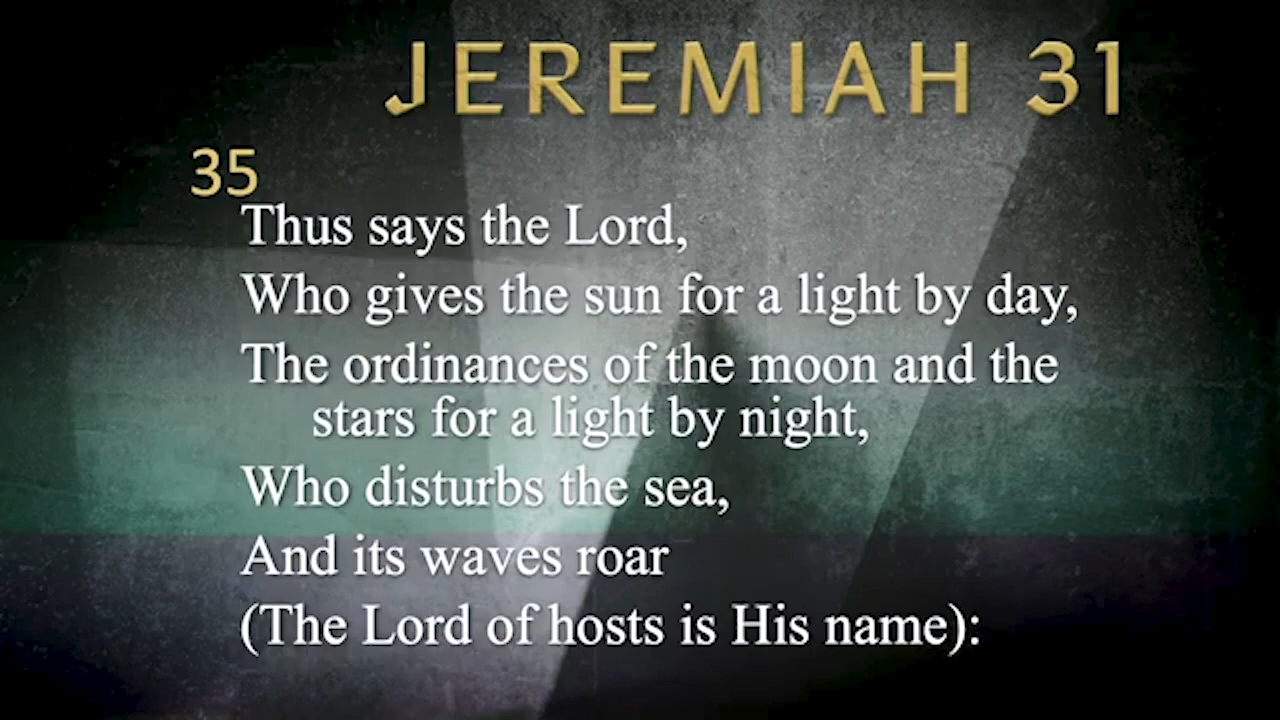 JEREMIAH 31
35
Thus says the Lord,
Who gives the sun for a light by day,
The ordinances of the moon and the
stars for a light by night,
Who disturbs the sea,
And its waves roar
(The Lord of hosts is His name):